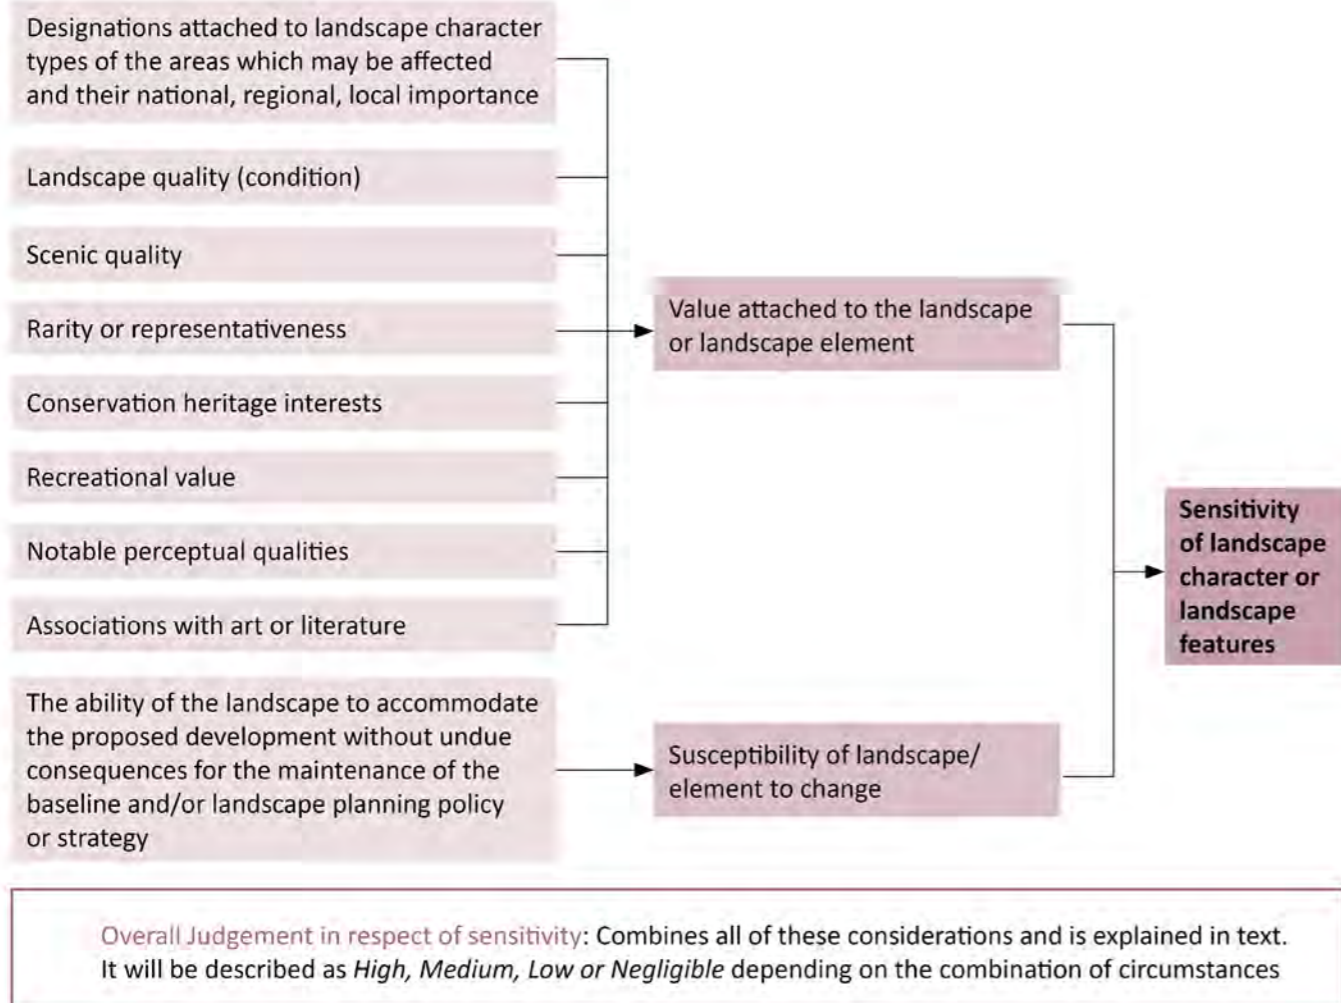 Designations attached to landscape character
types of the areas which may be affected
and their national, regional, local importance
Landscape quality (condition)
Scenic quality
Rarity or representativeness
Conservation heritage interests
Recreational value
Notable perceptual qualities
Associations with art or literature
The ability of the landscape to accommodate
the proposed development without undue
consequences for the maintenance of the
baseline and/or landscape planning policy
or strategy
Value attached to the landscape
or landscape element
Susceptibility of landscape/
element to change
Sensitivity
of landscape
character or
landscape
features
Overall Judgement in respect of sensitivity: Combines all of these considerations and is explained in text.
It will be described as High, Medium, Low or Negligible depending on the combination of circumstances